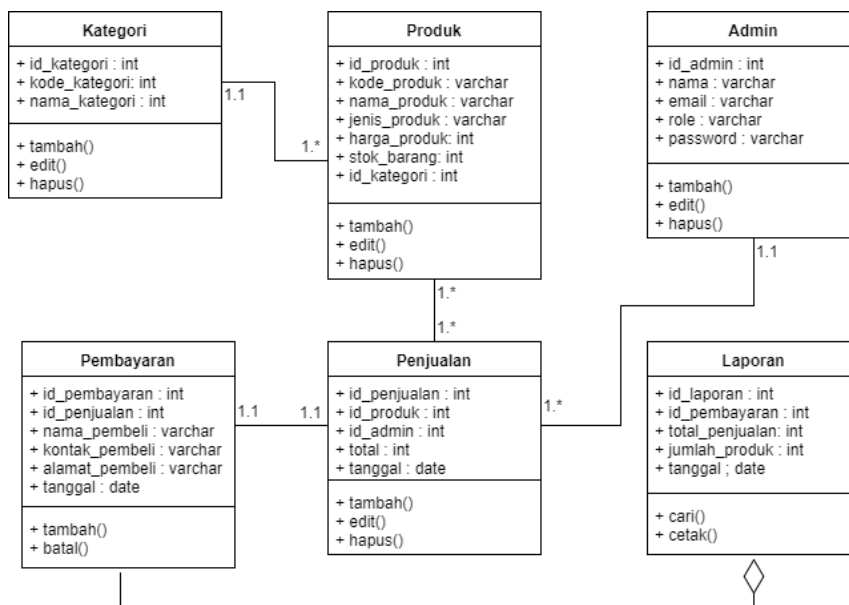 Kategori
+ id_kategori : int
+ kode_kategori: int
+ nama_kategori : int
+ tambah()
+ edit()
+ hapus()
1.1
1.*
Produk
+ id_produk : int
+ kode_produk : varchar
+ nama_produk : varchar
+ jenis_produk : varchar
+ harga_produk: int
+ stok_barang: int
+ id_kategori : int
+ tambah()
+ edit()
+ hapus()
Admin
+ id_admin : int
+ nama : varchar
+ email : varchar
+ role : varchar
+ password : varchar
+ tambah()
+ edit()
+ hapus()
1.1
1.*
1.*
Pembayaran
+ id_pembayaran : int
+ id_penjualan : int
+ nama_pembeli : varchar
+ kontak_pembeli : varchar
+ alamat_pembeli : varchar
+ tanggal : date
+ tambah()
+ batal()
1.1
1.1
Penjualan
+ id_penjualan : int
+ id_produk : int
+ id_admin : int
+ total : int
+ tanggal : date
+ tambah()
+ edit()
+ hapus()
1.*
Laporan
+ id_laporan : int
+ id_pembayaran : int
+ total_penjualan: int
+ jumlah_produk : int
+ tanggal ; date
+ cari()
+ cetak()